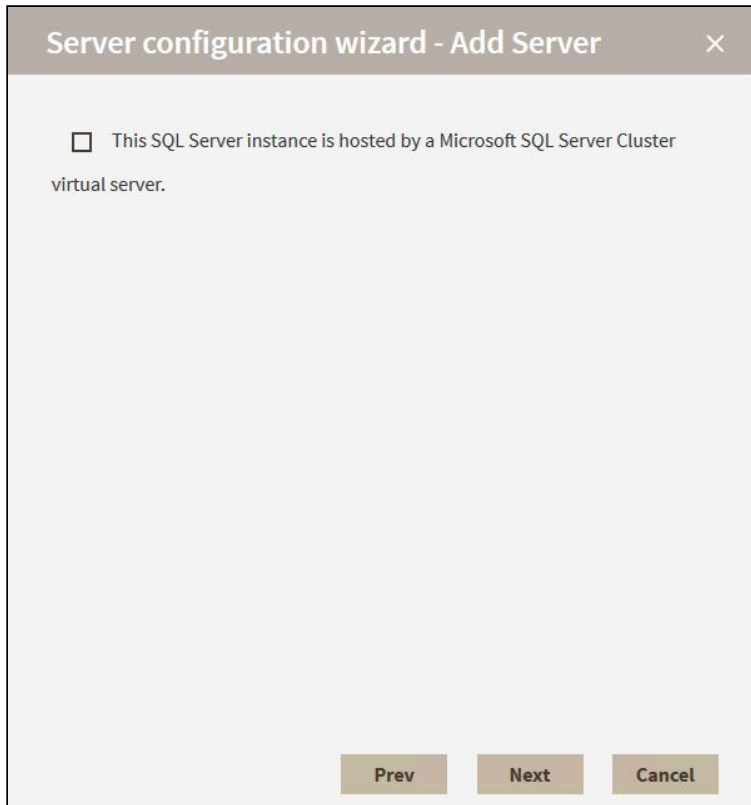 Server configuration wizard - Add Server
This SQL Server instance is hosted by a Microsoft SQL Server Cluster
virtual server.
Prev Next Cancel